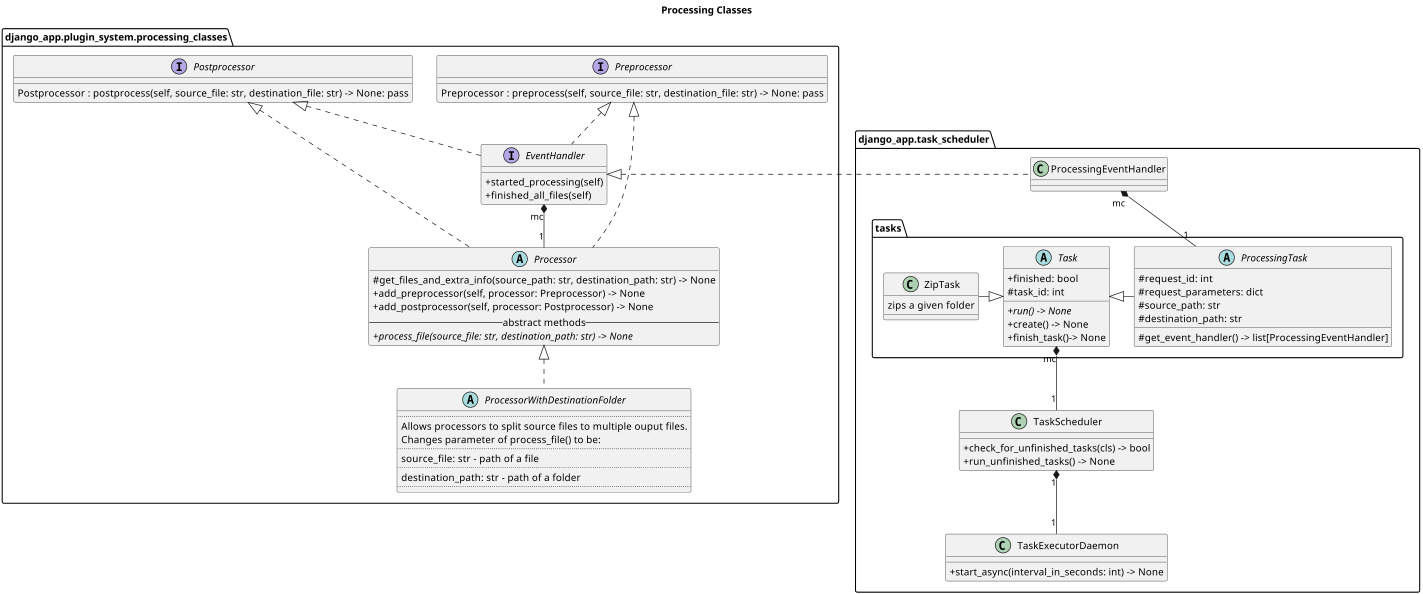 Processing Classes
django_app.plugin_system.processing_classes
I Postprocessor
Postprocessor : postprocess(self, source_file: str, destination_file: str) -> None: pass
I Preprocessor
Preprocessor : preprocess(self, source_file: str, destination_file: str) -> None: pass
I EventHandler
+started_processing(self)
+finished_all_files(self)
mc
1
A Processor
#get_files_and_extra_info(source_path: str, destination_path: str) -> None
+add_preprocessor(self, processor: Preprocessor) -> None
+add_postprocessor(self, processor: Postprocessor) -> None
abstract methods
+process_file(source_file: str, destination_path: str) -> None
A ProcessorWithDestinationFolder
Allows processors to split source files to multiple ouput files.
Changes parameter of process_file() to be:
source_file: str - path of a file
destination_path: str - path of a folder
django_app.task_scheduler
C ProcessingEventHandler
mc
1
tasks
C ZipTask
zips a given folder
A Task
+finished: bool
#task_id: int
+run() -> None
+create() -> None
+finish_task()-> None
A ProcessingTask
#request_id: int
#request_parameters: dict
#source_path: str
#destination_path: str
#get_event_handler() -> list[ProcessingEventHandler]
mc
1
C TaskScheduler
+check_for_unfinished_tasks(cls) -> bool
+run_unfinished_tasks() -> None
1
1
C TaskExecutorDaemon
+start_async(interval_in_seconds: int) -> None